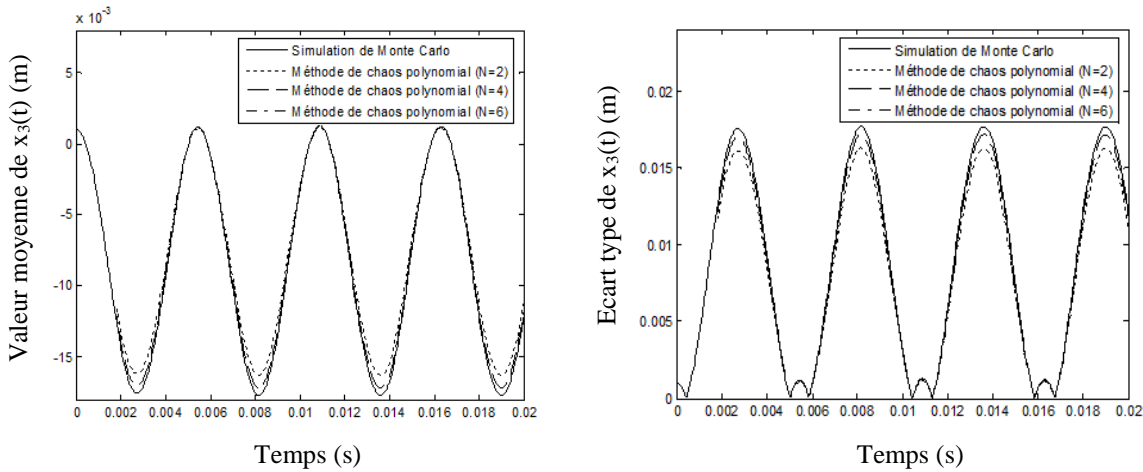 x 10⁻³
Valeur moyenne de x₃(t) (m)
5
0
-5
-10
-15
Simulation de Monte Carlo
Méthode de chaos polynomial (N=2)
Méthode de chaos polynomial (N=4)
Méthode de chaos polynomial (N=6)
0 0.002 0.004 0.006 0.008 0.01 0.012 0.014 0.016 0.018 0.02
Temps (s)
Ecart type de x₃(t) (m)
0.02
0.015
0.01
0.005
0
Simulation de Monte Carlo
Méthode de chaos polynomial (N=2)
Méthode de chaos polynomial (N=4)
Méthode de chaos polynomial (N=6)
0 0.002 0.004 0.006 0.008 0.01 0.012 0.014 0.016 0.018 0.02
Temps (s)